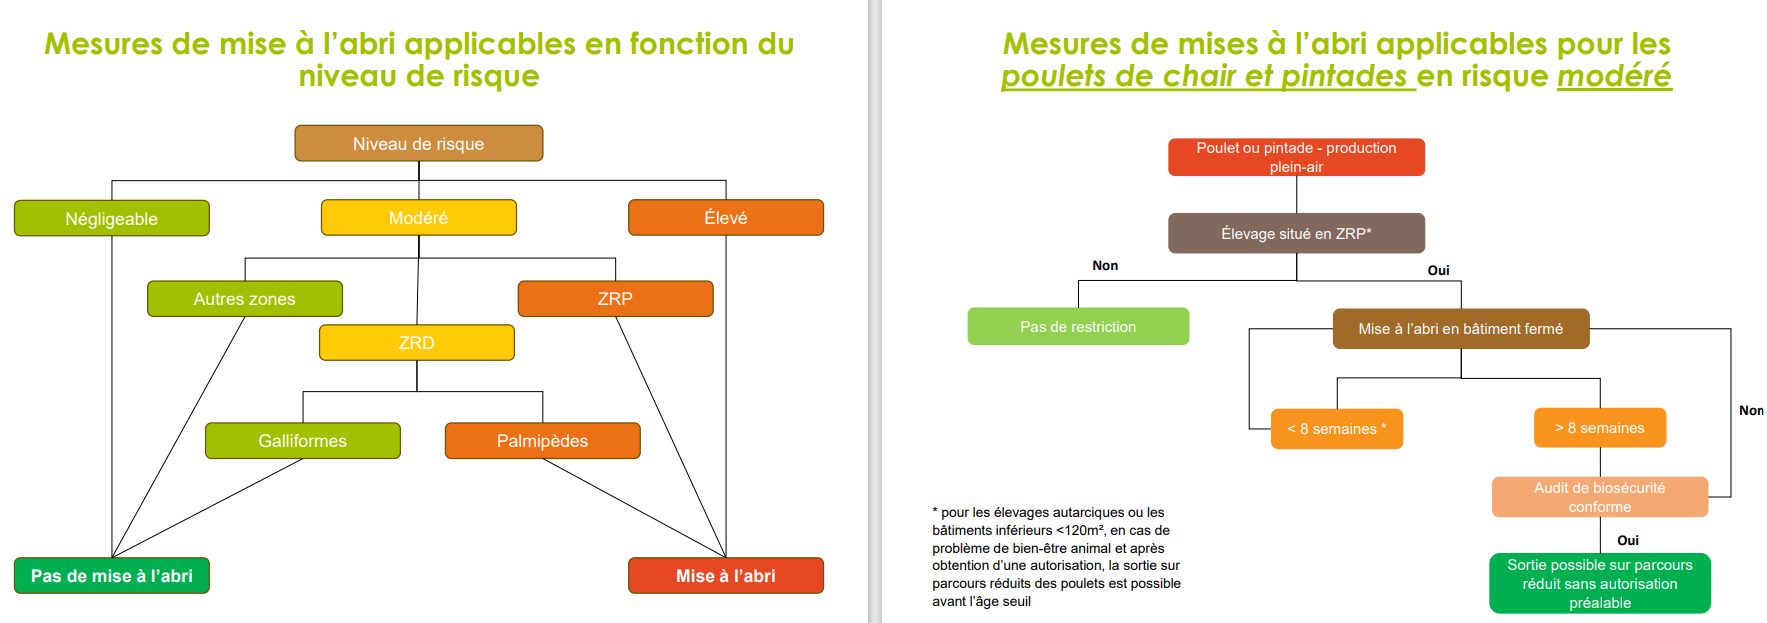 Mesures de mise à l’abri applicables en fonction du
niveau de risque
Niveau de risque
Négligeable
Modéré
Élevé
Autres zones
ZRP
ZRD
Galliformes
Palmipèdes
Pas de mise à l’abri
Mise à l’abri
Mesures de mises à l’abri applicables pour les
poulets de chair et pintades en risque modéré
Poulet ou pintade - production
plein-air
Élevage situé en ZRP*
Non
Oui
Pas de restriction
Mise à l’abri en bâtiment fermé
Non
< 8 semaines *
> 8 semaines
Audit de biosécurité
conforme
Oui
Sortie possible sur parcours
réduit sans autorisation
préalable
* pour les élevages autarciques ou les
bâtiments inférieurs <120m², en cas de
problème de bien-être animal et après
obtention d’une autorisation, la sortie sur
parcours réduits des poulets est possible
avant l’âge seuil